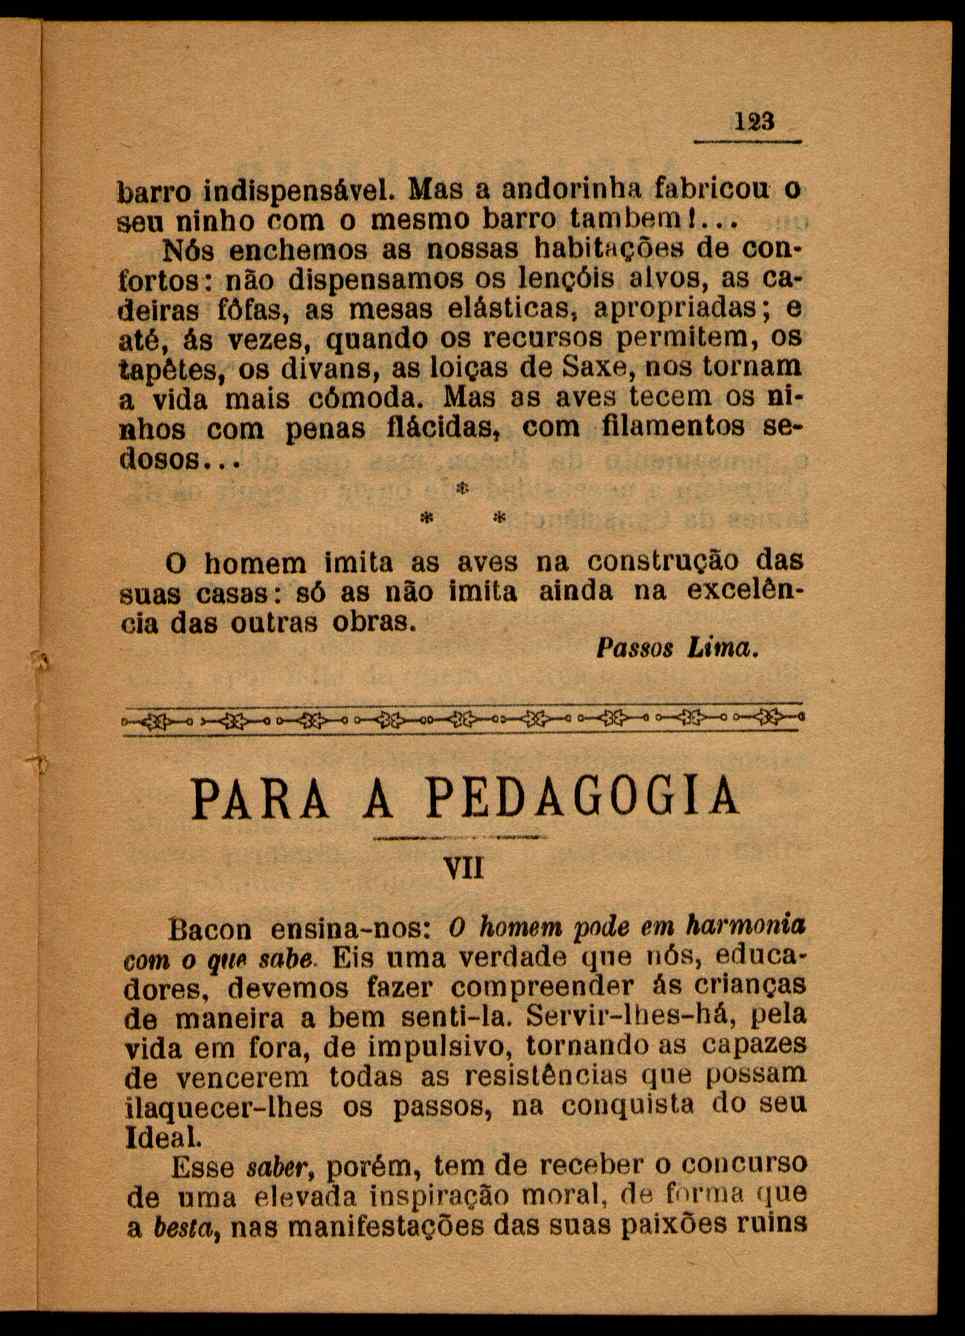 123
barro indispensável. Mas a andorinha fabricou o
seu ninho com o mesmo barro tambem!...
Nós enchemos as nossas habitações de con-
fortos: não dispensamos os lençóis alvos, as ca-
deiras fôfas, as mesas elásticas, apropriadas; e
até, ás vezes, quando os recursos permitem, os
tapêtes, os divans, as loiças de Saxe, nos tornam
a vida mais cómoda. Mas as aves tecem os ni-
nhos com penas flácidas, com filamentos se-
dosos...
*
* *
O homem imita as aves na construção das
suas casas: só as não imita ainda na excelên-
cia das outras obras.
Passos Lima.
PARA A PEDAGOGIA
VII
Bacon ensina-nos: O homem pode em harmonia
com o que sabe. Eis uma verdade que nós, educa-
dores, devemos fazer compreender ás crianças
de maneira a bem senti-la. Servir-lhes-há, pela
vida em fora, de impulsivo, tornando as capazes
de vencerem todas as resistências que possam
ilaquecer-lhes os passos, na conquista do seu
Ideal.
Esse saber, porém, tem de receber o concurso
de uma elevada inspiração moral, de forma que
a besta, nas manifestações das suas paixões ruins